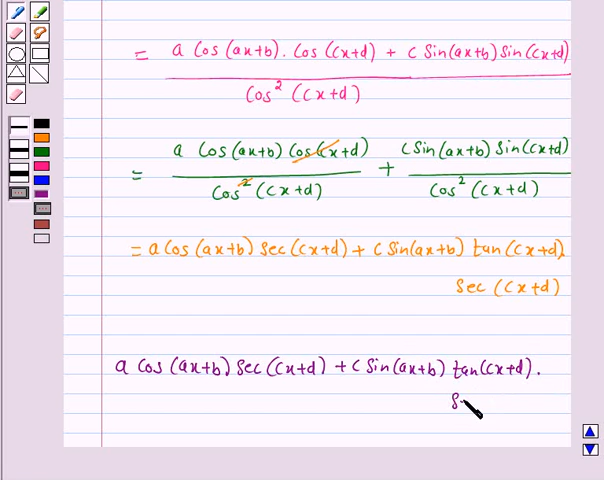 = a Cos(ax+b). Cos(Cx+d) + c Sin(ax+b) Sin(Cx+d)
Cos² (Cx+d)
= a Cos(ax+b) Cos(Cx+d) + C Sin(ax+b) Sin(Cx+d)
Cos² (Cx+d) Cos² (Cx+d)
= a Cos(ax+b) Sec(Cx+d) + C Sin(ax+b) tan(Cx+d)
Sec (Cx+d)
a Cos(ax+b) Sec(Cx+d) + C Sin(ax+b) tan(Cx+d).